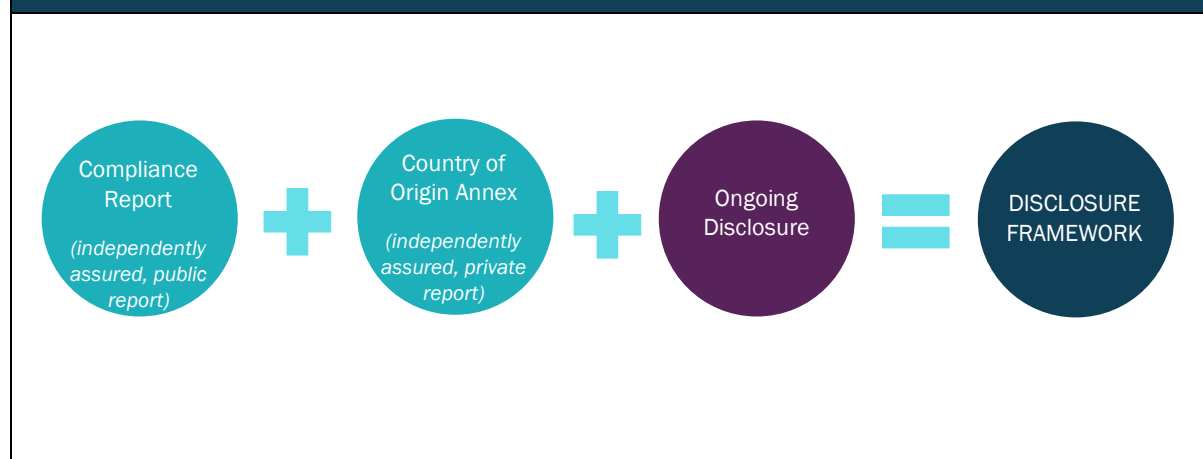 Compliance
Report
(independently
assured, public
report)
Country of
Origin Annex
(independently
assured, private
report)
Ongoing
Disclosure
DISCLOSURE
FRAMEWORK